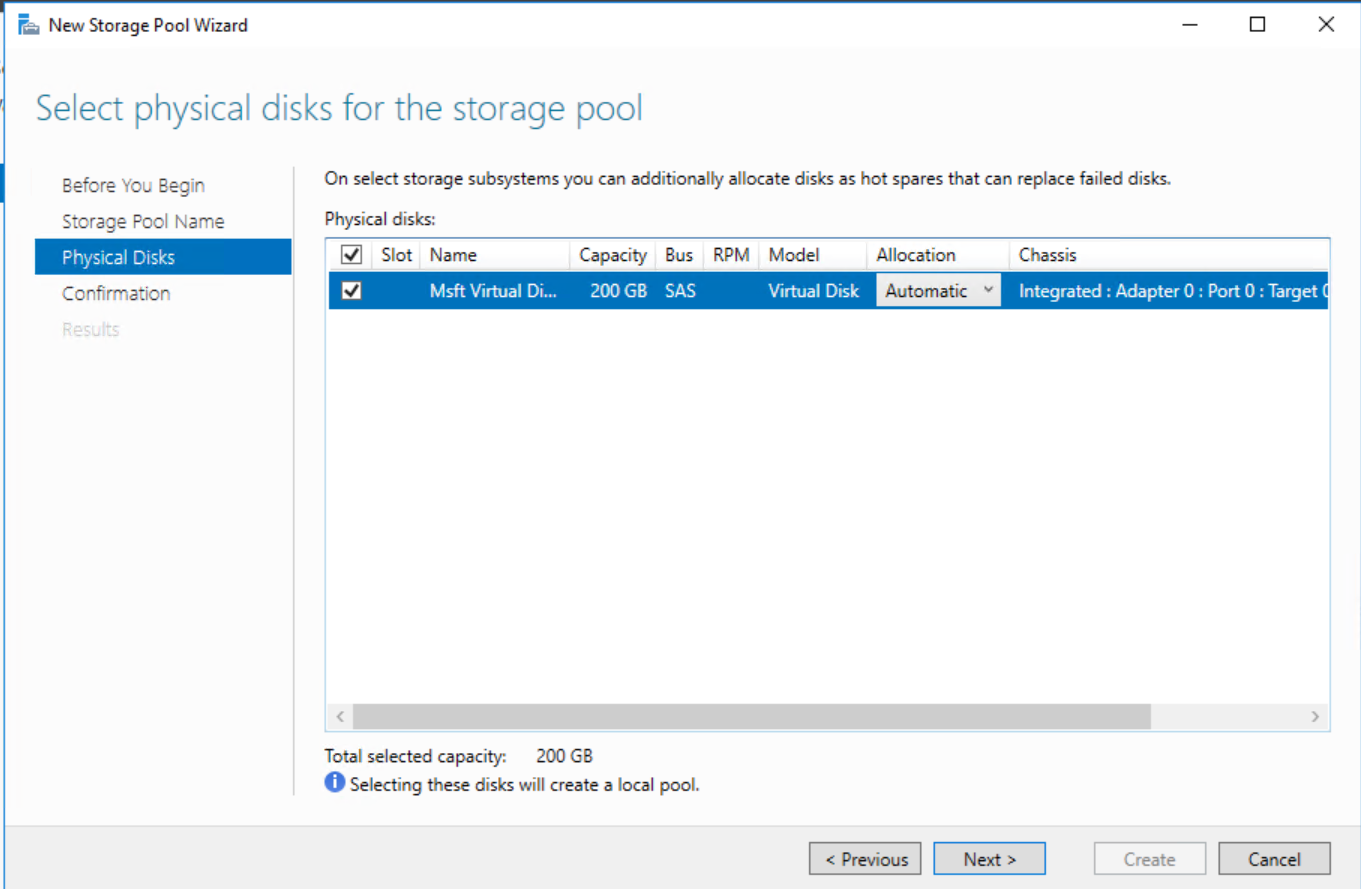 New Storage Pool Wizard
Select physical disks for the storage pool
Before You Begin
Storage Pool Name
Physical Disks
Confirmation
Results
On select storage subsystems you can additionally allocate disks as hot spares that can replace failed disks.
Physical disks:
Slot Name Capacity Bus RPM Model Allocation Chassis
Msft Virtual Di... 200 GB SAS Virtual Disk Automatic Integrated : Adapter 0 : Port 0 : Target 0
Total selected capacity: 200 GB
Selecting these disks will create a local pool.
< Previous Next > Create Cancel